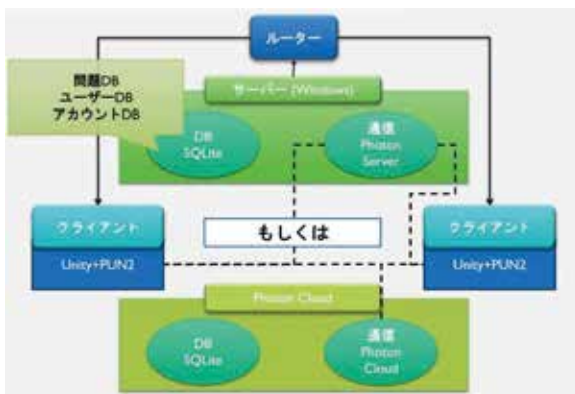 ルーター
問題DB
ユーザーDB
アカウントDB
サーバー (Windows)
DB
SQLite
通信
Photon
Server
クライアント
Unity+PUN2
もしくは
クライアント
Unity+PUN2
Photon Cloud
DB
SQLite
通信
Photon
Cloud